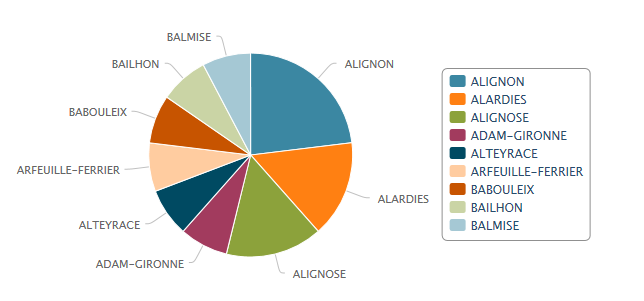 BALMISE
BAILHON
BABOULEIX
ARFEUILLE-FERRIER
ALTEYRACE
ADAM-GIRONNE
ALIGNOSE
ALARDIES
ALIGNON
ALIGNON
ALARDIES
ALIGNOSE
ADAM-GIRONNE
ALTEYRACE
ARFEUILLE-FERRIER
BABOULEIX
BAILHON
BALMISE